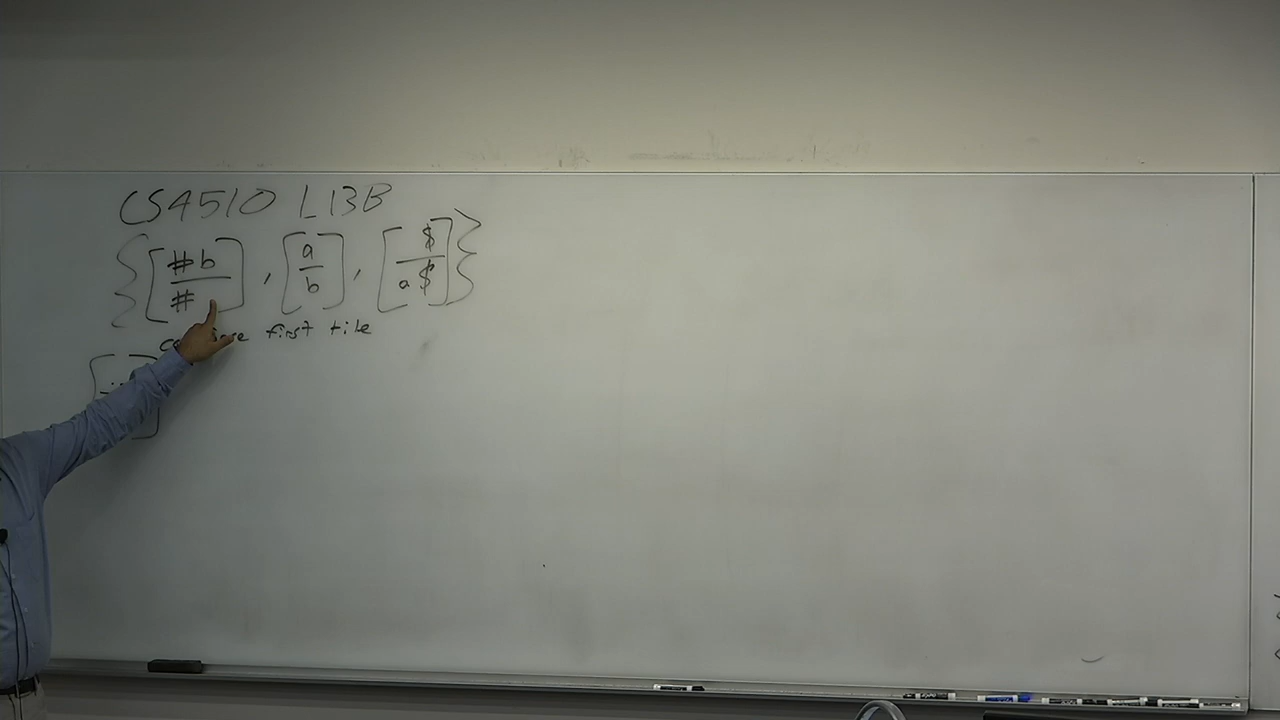 CS4510 L13B
{[#b/#], [a/b], [$/a$]}
first tile